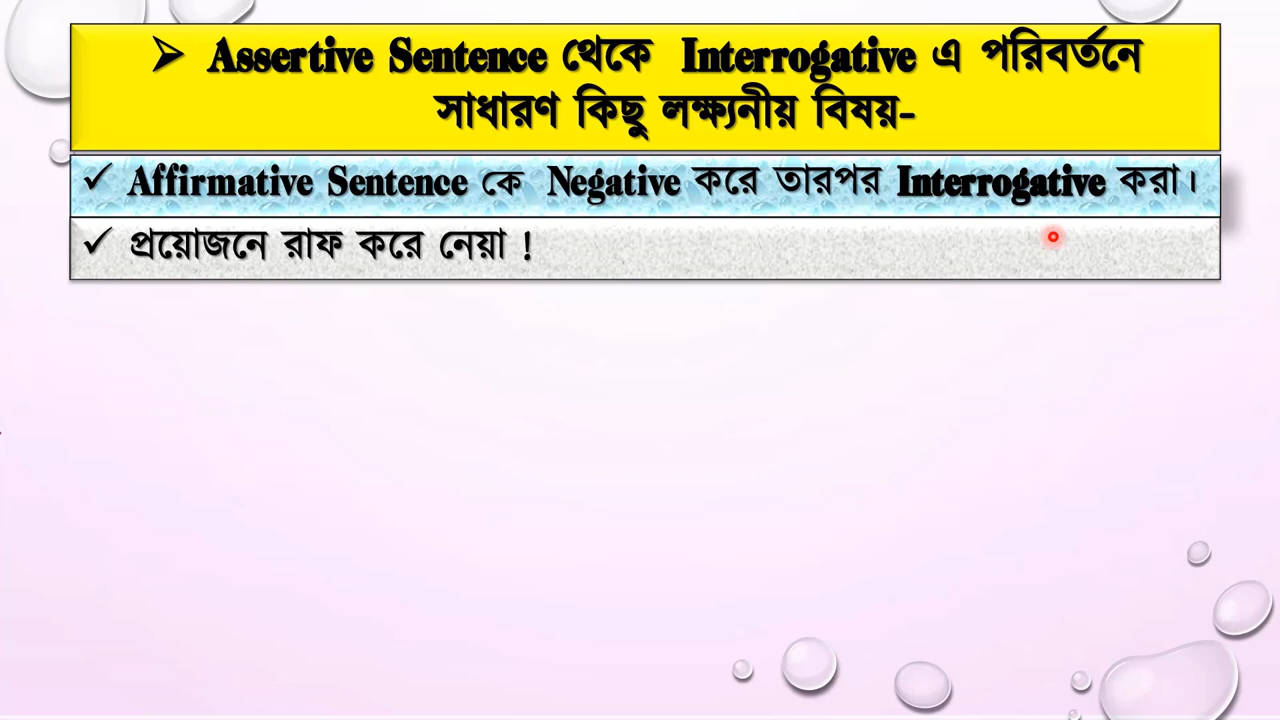 ➢ Assertive Sentence থেকে Interrogative এ পরিবর্তনে
সাধারণ কিছু লক্ষ্যনীয় বিষয়-
✓ Affirmative Sentence কে Negative করে তারপর Interrogative করা।
✓ প্রয়োজনে রাফ করে নেয়া !